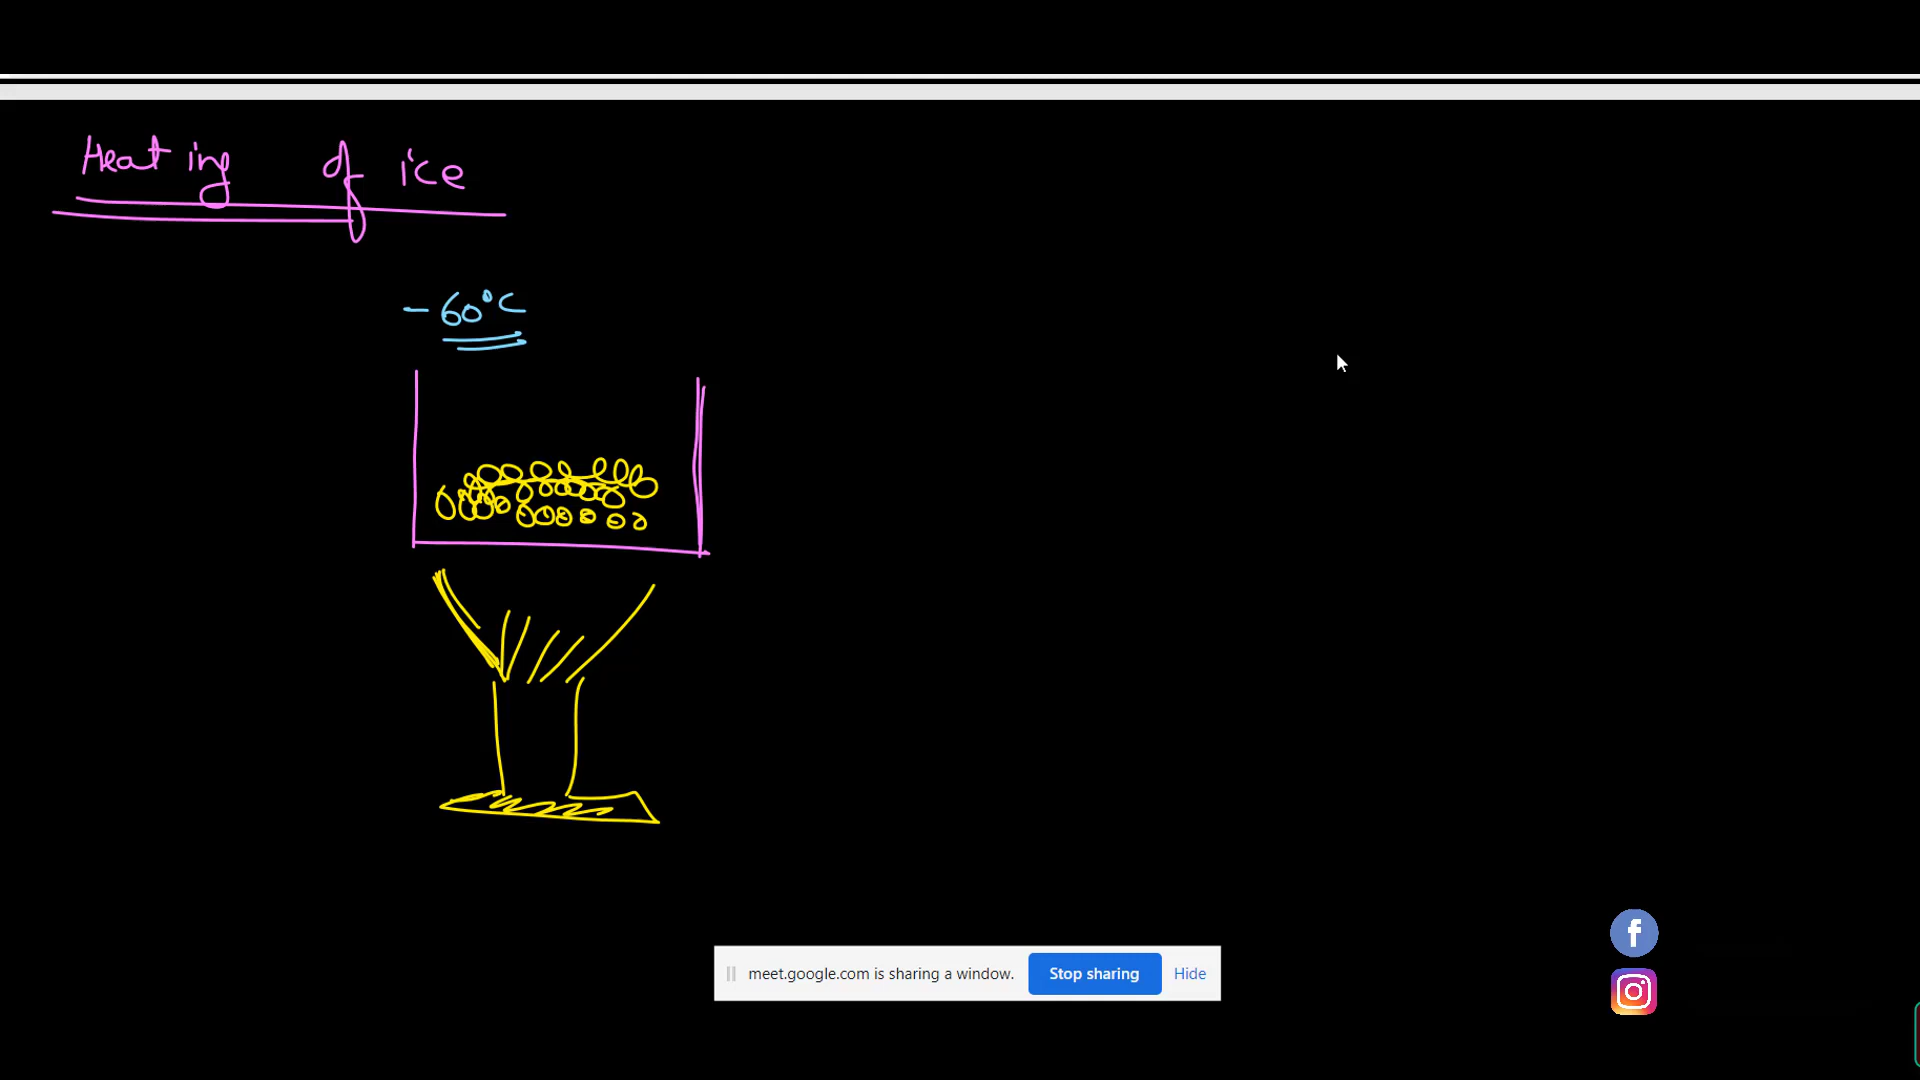 Heating of ice
- 60°C
meet.google.com is sharing a window. Stop sharing Hide